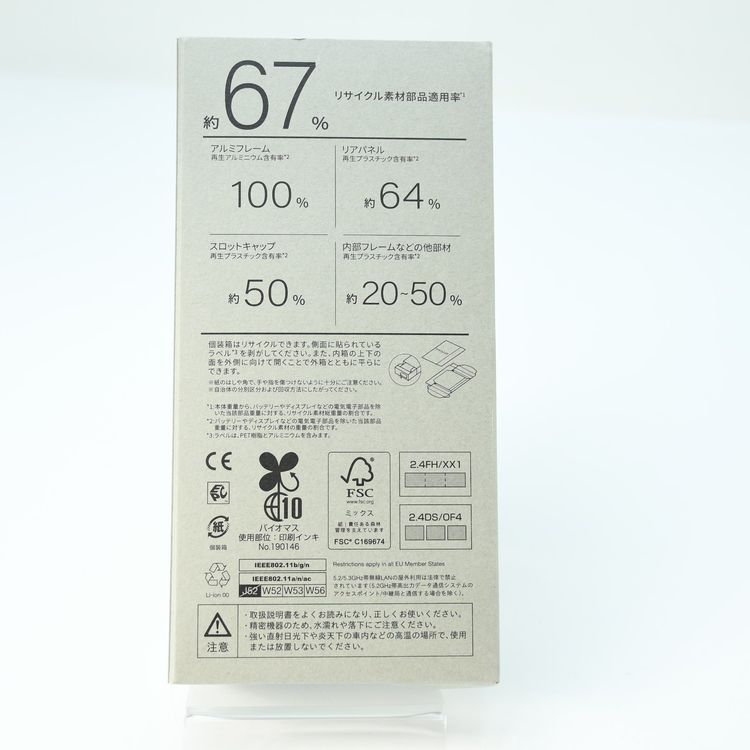 約67% リサイクル素材部品適用率*1
アルミフレーム
再生アルミニウム含有率*2
100%
リアパネル
再生プラスチック含有率*2
約64%
スロットキャップ
再生プラスチック含有率*2
約50%
内部フレームなどの他部材
再生プラスチック含有率*2
約20~50%
個装箱はリサイクルできます。側面に貼られている
ラベル*3を剥がしてください。また、内箱の上下の
面を外側に向けて開くことで外箱とともに平らに
できます。
※紙のはしや角で、手や指を傷つけないように十分にご注意ください。
※自治体の分別区分および回収方法にしたがってください。
*1:本体重量から、バッテリーやディスプレイなどの電気電子部品を除
いた当該部品重量に対する、リサイクル素材総重量の割合です。
*2:バッテリーやディスプレイなどの電気電子部品を除いた当該部品
重量に対する、リサイクル素材の重量の割合です。
*3:ラベルは、PET樹脂とアルミニウムを含みます。
CE
紙
個装箱
Li-ion 00
10
バイオマス
使用部位：印刷インキ
No.190146
FSC
www.fsc.org
ミックス
紙｜責任ある森林
管理を支えています
FSC® C169674
2.4FH/XX1
2.4DS/OF4
IEEE802.11b/g/n
IEEE802.11a/n/ac
J52 W52 W53 W56
Restrictions apply in all EU Member States
5.2/5.3GHz帯無線LANの屋外利用は法律で禁止
されています(5.2GHz帯高出力データ通信システムの
アクセスポイント/中継局と通信する場合を除く)。
注意
・取扱説明書をよくお読みになり、正しくお使いください。
・精密機器のため、水濡れや落下にご注意ください。
・強い直射日光下や炎天下の車内などの高温の場所で、使用
または放置しないでください。